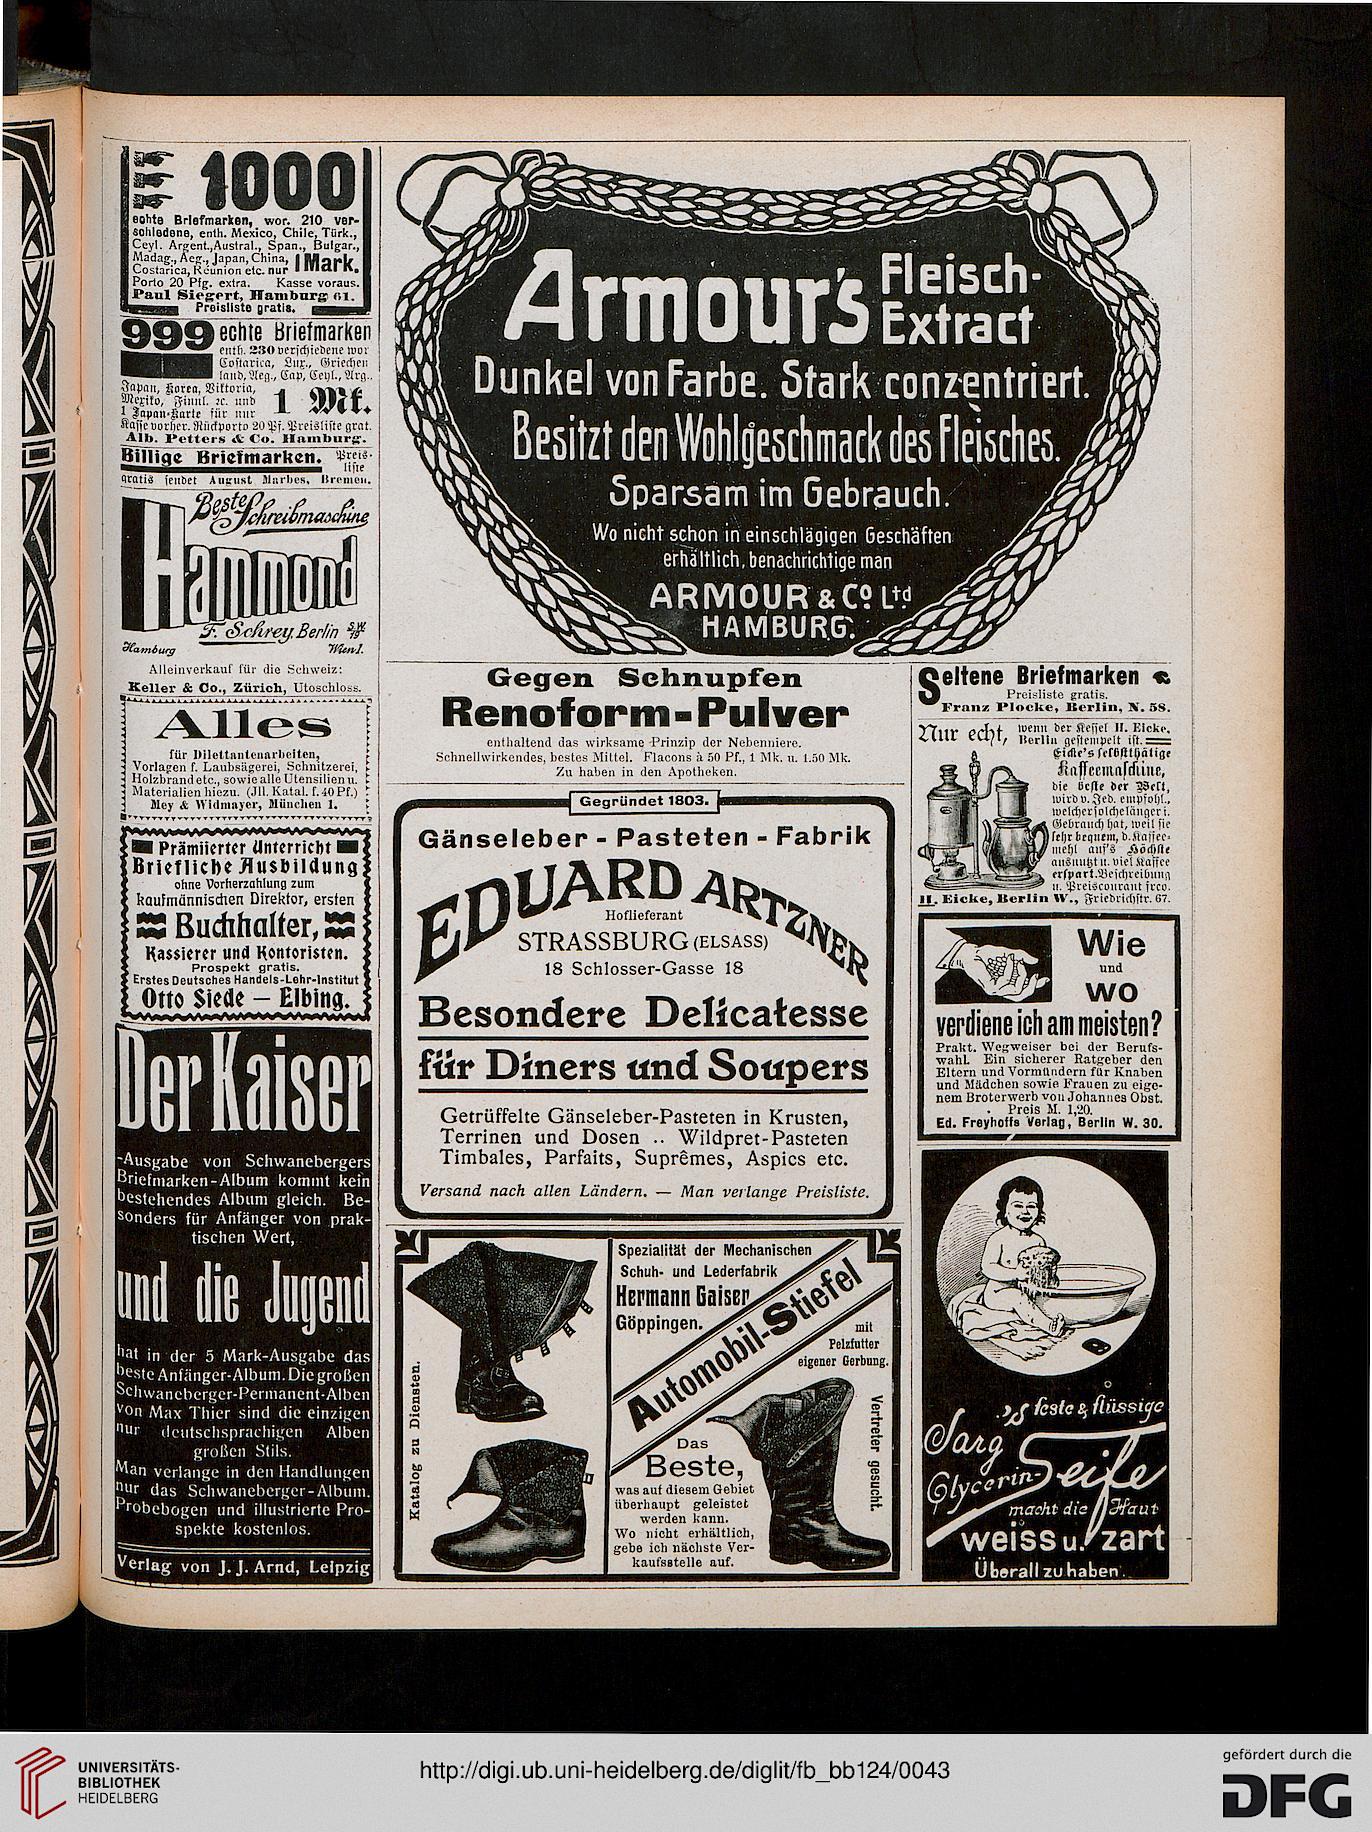 1000
echte Briefmarken, wor. 210 ver-
schiedene, enth. Mexico, Chile, Türk.,
Ceyl. Argent., Austral., Span., Bulgar.,
Madag., Aeg., Japan, China,
Costarica, Réunion etc. nur 1 Mark.
Porto 20 Pfg. extra. Kasse voraus.
Paul Siegert, Hamburg 61.
Preisliste gratis.
999 echte Briefmarken
enth. 230 verschiedene wor
Costarica, Lux., Griechen
land, Aeg., Cap, Ceyl., Arg.,
Japan, Korea, Viktoria,
Mexiko, Finnl. ꝛc. und
1 Japan-Karte für nur 1 Mk.
Kasse vorher. Rückporto 20 Pf. Preisliste grat.
Alb. Petters & Co. Hamburg.
Billige Briefmarken. Preis-
liste
gratis sendet August Marbes, Bremen.
Beste Schreibmaschine
Hammond
F. Schrey, Berlin S.W. 19
Hamburg Wien I.
Alleinverkauf für die Schweiz:
Keller & Co., Zürich, Utoschloss.
Alles
für Dilettantenarbeiten,
Vorlagen f. Laubsägerei, Schnitzerei,
Holzbrand etc., sowie alle Utensilien u.
Materialien hiezu. (Jll. Katal. f. 40 Pf.)
Mey & Widmayer, München 1.
Prämiierter Unterricht
Briefliche Ausbildung
ohne Vorherzahlung zum
kaufmännischen Direktor, ersten
Buchhalter,
Kassierer und Kontoristen.
Prospekt gratis.
Erstes Deutsches Handels-Lehr-Institut
Otto Siede — Elbing.
Der Kaiser
-Ausgabe von Schwanebergers
Briefmarken-Album kommt kein
bestehendes Album gleich. Be-
sonders für Anfänger von prak-
tischen Wert,
und die Jugend
hat in der 5 Mark-Ausgabe das
beste Anfänger-Album. Die großen
Schwaneberger-Permanent-Alben
von Max Thier sind die einzigen
nur deutschsprachigen Alben
großen Stils.
Man verlange in den Handlungen
nur das Schwaneberger-Album.
Probebogen und illustrierte Pro-
spekte kostenlos.
Verlag von J. J. Arnd, Leipzig
Armour's Fleisch-
Extract
Dunkel von Farbe. Stark conzentriert.
Besitzt den Wohlgeschmack des Fleisches.
Sparsam im Gebrauch.
Wo nicht schon in einschlägigen Geschäften
erhältlich, benachrichtige man
ARMOUR & Co Ltd.
HAMBURG.
Gegen Schnupfen
Renoform-Pulver
enthaltend das wirksame Prinzip der Nebenniere.
Schnellwirkendes, bestes Mittel. Flacons à 50 Pf., 1 Mk. u. 1.50 Mk.
Zu haben in den Apotheken.
Gegründet 1803.
Gänseleber - Pasteten - Fabrik
EDUARD ARTZNER
Hoflieferant
STRASSBURG (ELSASS)
18 Schlosser-Gasse 18
Besondere Delicatesse
für Diners und Soupers
Getrüffelte Gänseleber-Pasteten in Krusten,
Terrinen und Dosen .. Wildpret-Pasteten
Timbales, Parfaits, Suprêmes, Aspics etc.
Versand nach allen Ländern. — Man verlange Preisliste.
Spezialität der Mechanischen
Schuh- und Lederfabrik
Hermann Gaiser
Göppingen.
Automobil-Stiefel
mit
Pelzfutter
eigener Gerbung.
Katalog zu Diensten.
Das
Beste,
was auf diesem Gebiet
überhaupt geleistet
werden kann.
Wo nicht erhältlich,
gebe ich nächste Ver-
kaufsstelle auf.
Vertreter gesucht.
Seltene Briefmarken
Preisliste gratis.
Franz Plocke, Berlin, N. 58.
Nur echt, wenn der Kessel H. Eicke,
Berlin gestempelt ist.
Eicke's selbstthätige
Kaffeemaschine,
die beste der Welt,
wird v. Jed. empfohl.,
welcher solche länger i.
Gebrauch hat, weil sie
sehr bequem, d. Kaffee-
mehl auf's Höchste
ausnutzt u. viel Kaffee
erspart. Beschreibung
u. Preiscourant frco.
H. Eicke, Berlin W., Friedrichstr. 67.
Wie
und
wo
verdiene ich am meisten?
Prakt. Wegweiser bei der Berufs-
wahl. Ein sicherer Ratgeber den
Eltern und Vormündern für Knaben
und Mädchen sowie Frauen zu eige-
nem Broterwerb von Johannes Obst.
Preis M. 1,20.
Ed. Freyhoffs Verlag, Berlin W. 30.
Sarg's feste & flüssige
Glycerin-Seife
macht die Haut
weiss u. zart
Überall zu haben.
UNIVERSITÄTS-
BIBLIOTHEK
HEIDELBERG
http://digi.ub.uni-heidelberg.de/diglit/fb_bb124/0043
gefördert durch die
DFG